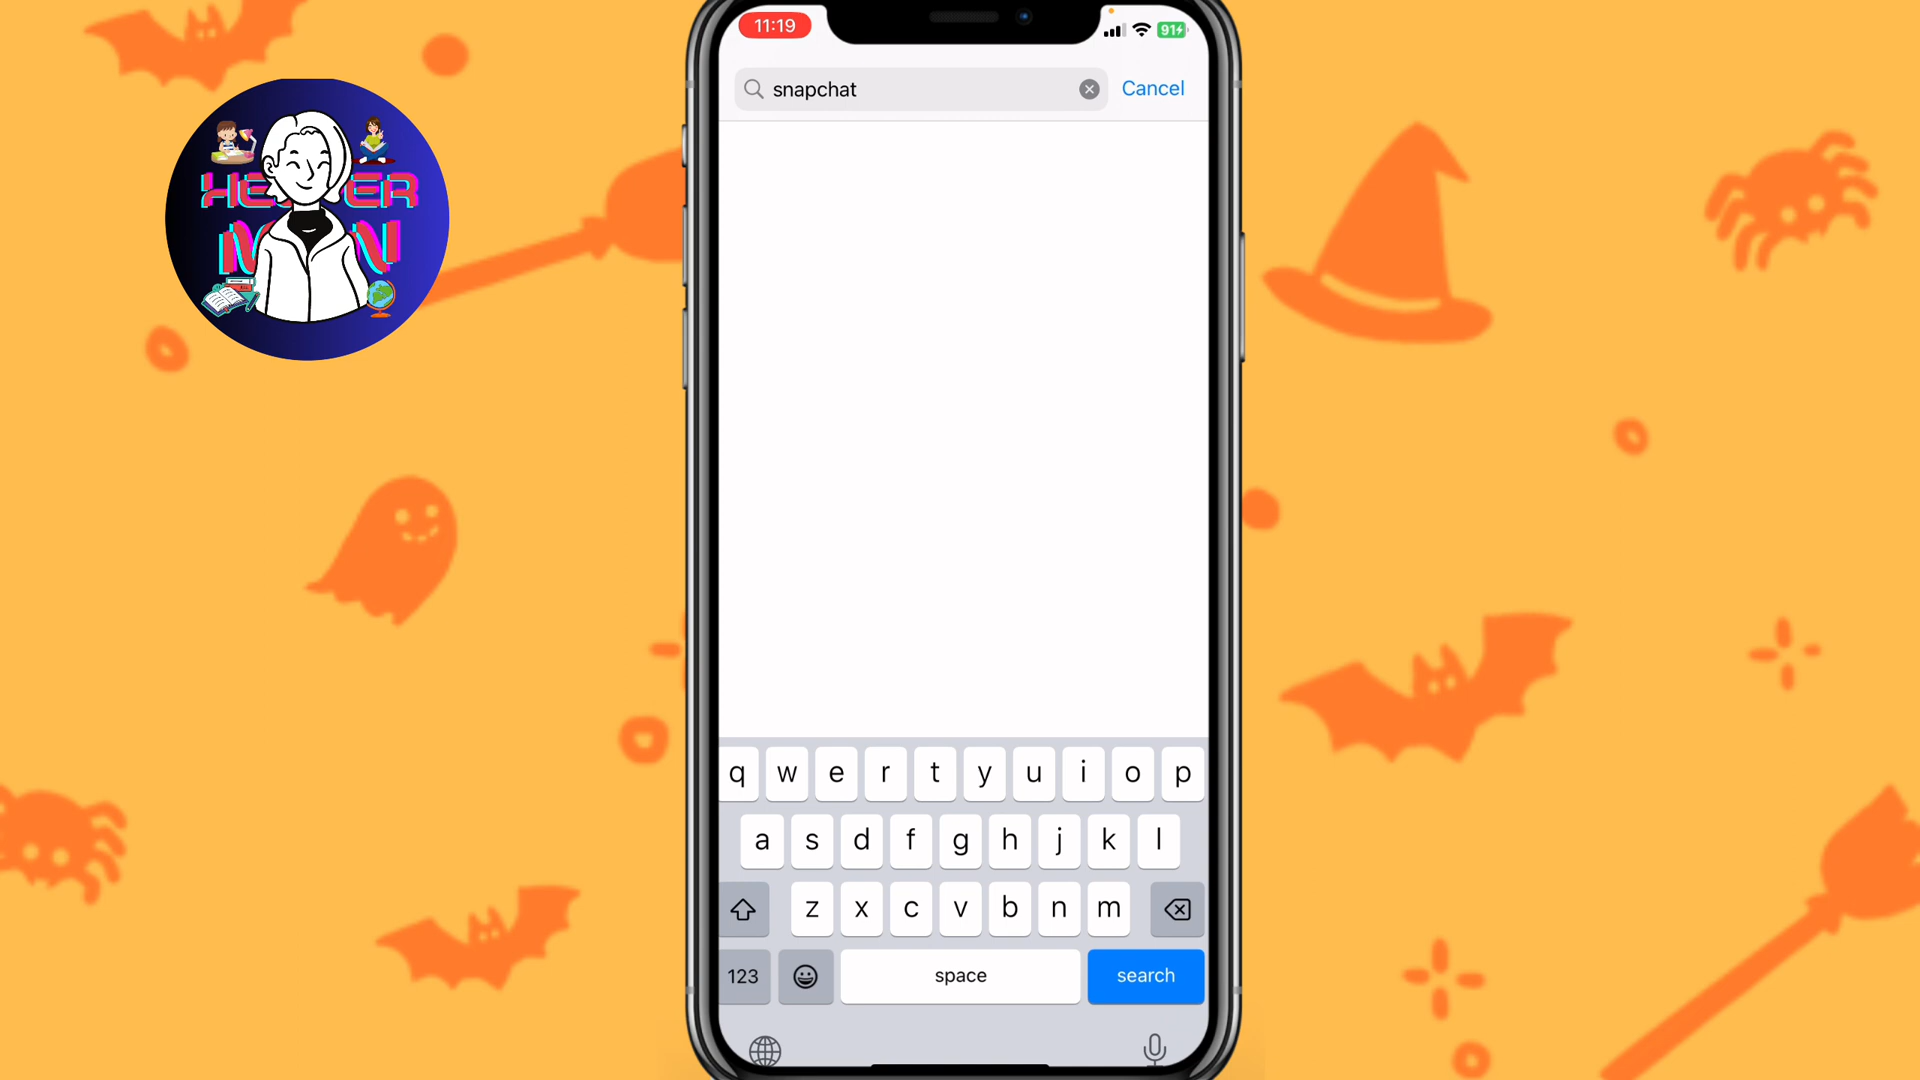 11:19
91
snapchat
Cancel
q w e r t y u i o p
a s d f g h j k l
z x c v b n m
123
space
search